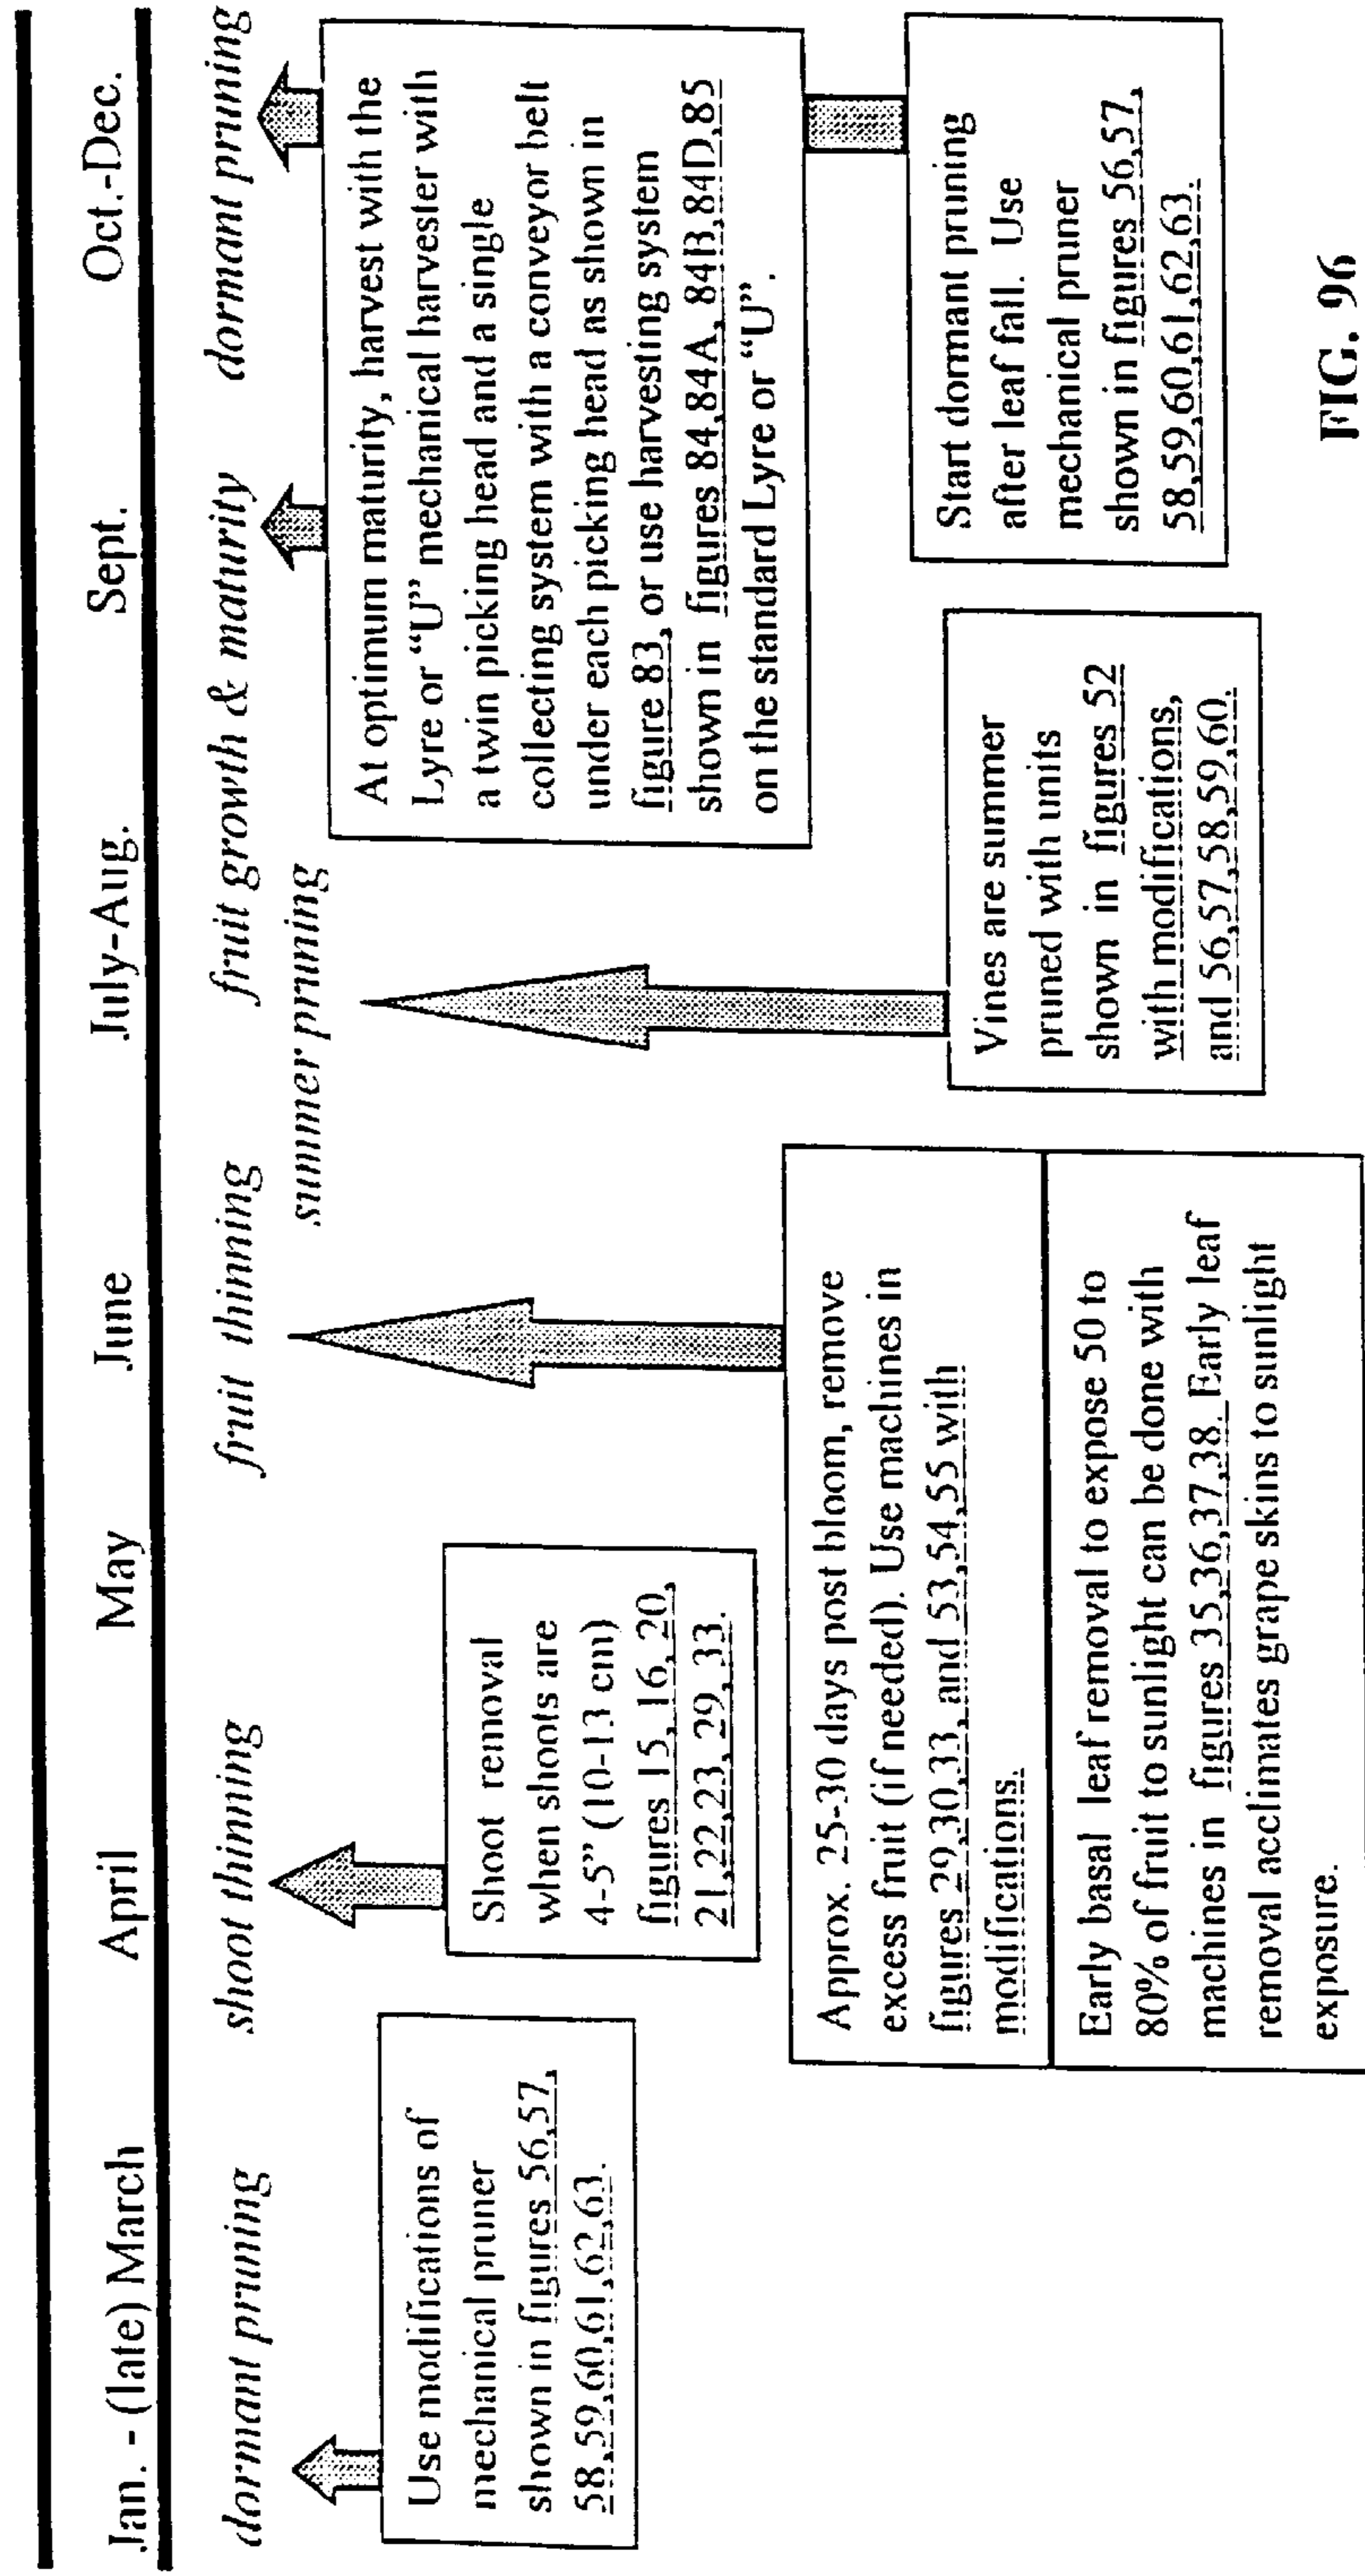 Jan. - (late) March April May June July-Aug. Sept. Oct.-Dec.
dormant pruning shoot thinning fruit thinning fruit growth & maturity dormant pruning
summer pruning
Use modifications of
mechanical pruner
shown in figures 56,57,
58,59,60,61,62,63.
Shoot removal
when shoots are
4-5" (10-13 cm)
figures 15, 16, 20,
21,22,23, 29, 33.
Approx. 25-30 days post bloom, remove
excess fruit (if needed). Use machines in
figures 29,30,33, and 53,54,55 with
modifications.
Early basal leaf removal to expose 50 to
80% of fruit to sunlight can be done with
machines in figures 35,36,37,38. Early leaf
removal acclimates grape skins to sunlight
exposure.
Vines are summer
pruned with units
shown in figures 52
with modifications,
and 56,57,58,59,60.
At optimum maturity, harvest with the
Lyre or "U" mechanical harvester with
a twin picking head and a single
collecting system with a conveyor belt
under each picking head as shown in
figure 83, or use harvesting system
shown in figures 84,84A, 84B,84D,85
on the standard Lyre or "U".
Start dormant pruning
after leaf fall. Use
mechanical pruner
shown in figures 56,57,
58,59,60,61,62,63.
FIG. 96